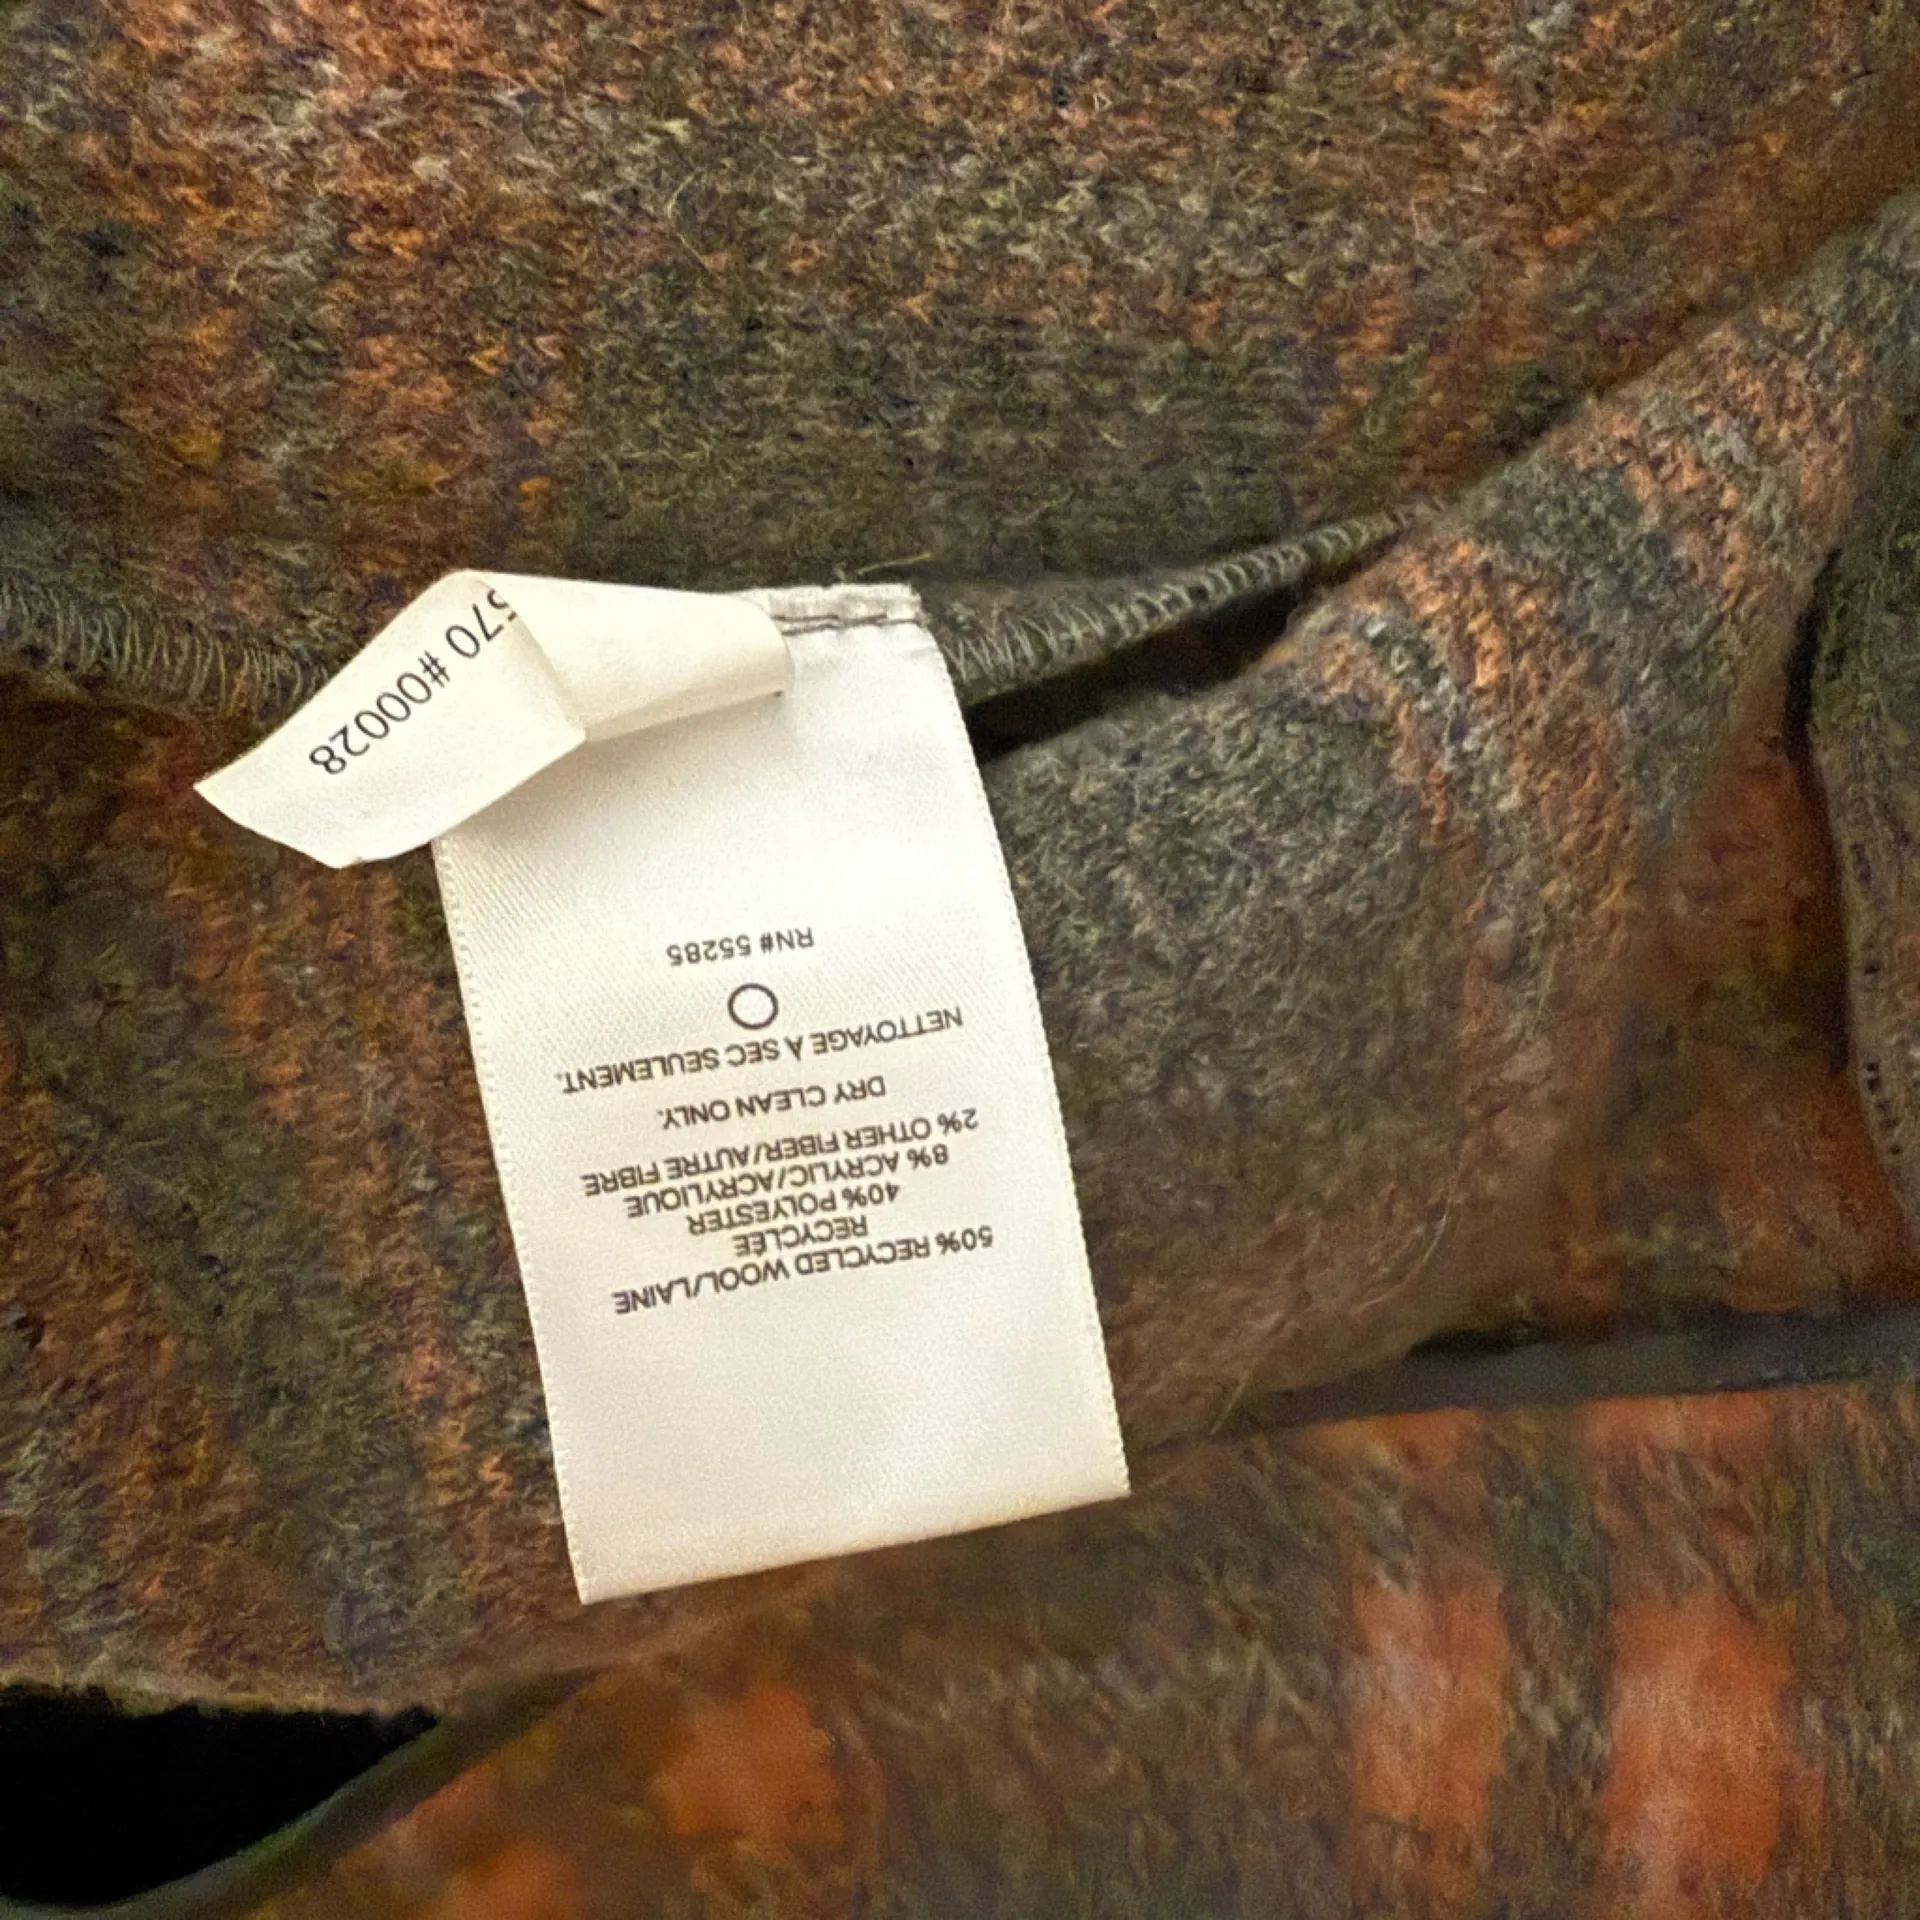 50% RECYCLED WOOL/LAINE
RECYCLÉE
40% POLYESTER
8% ACRYLIC/ACRYLIQUE
2% OTHER FIBER/AUTRE FIBRE
DRY CLEAN ONLY.
NETTOYAGE À SEC SEULEMENT.
RN# 55285
570 #00028